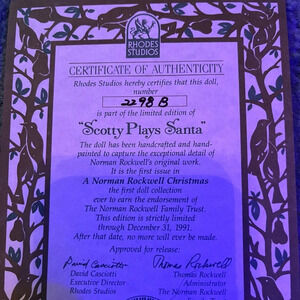 RHODES
STUDIOS
CERTIFICATE OF AUTHENTICITY
Rhodes Studios hereby certifies that this doll,
number
2298 B
is part of the limited edition of
"Scotty Plays Santa"
The doll has been handcrafted and hand-
painted to capture the exceptional detail of
Norman Rockwell's original work.
It is the first issue in
A Norman Rockwell Christmas
the first doll collection
ever to earn the endorsement of
The Norman Rockwell Family Trust.
This edition is strictly limited
through December 31, 1991.
After that date, no more will ever be made.
Approved for release:
David Casciotti Thomas Rockwell
David Casciotti Thomas Rockwell
Executive Director Administrator
Rhodes Studios The Norman Rockwell